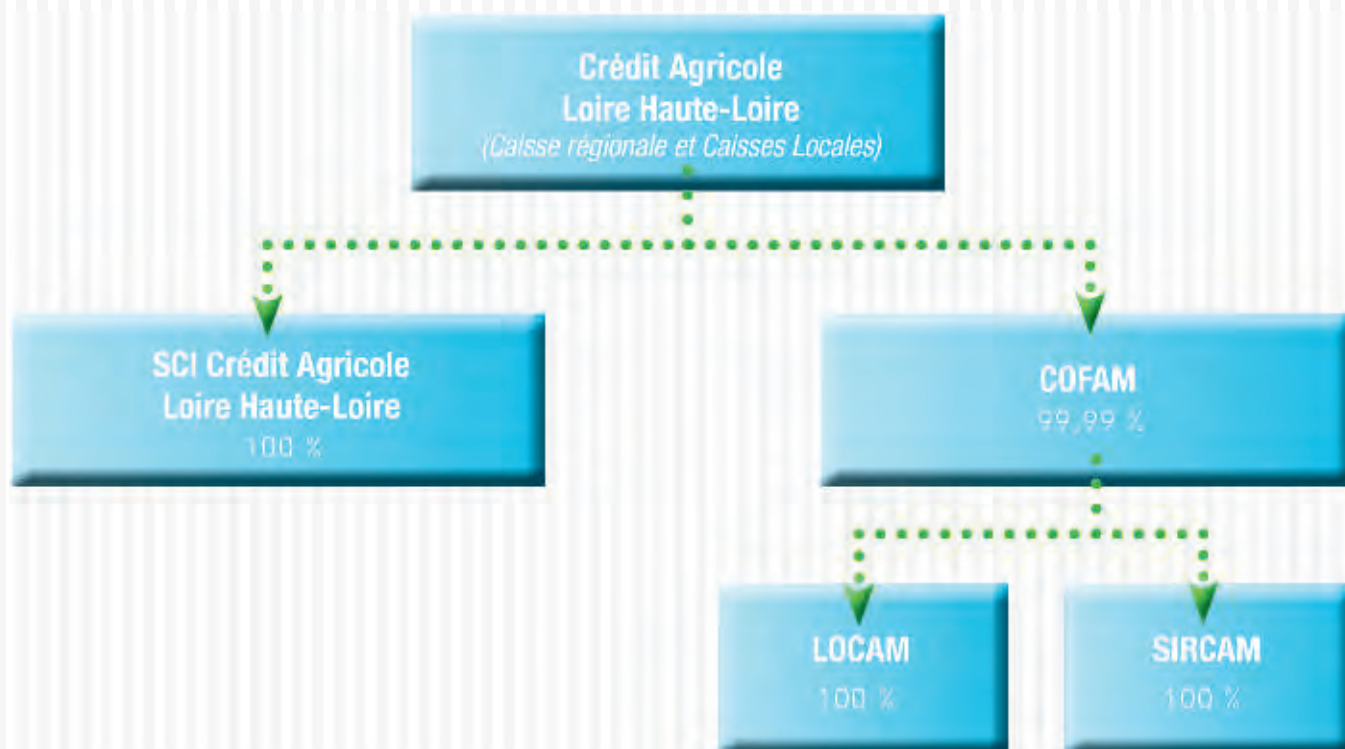 Crédit Agricole
Loire Haute-Loire
(Caisse régionale et Caisses Locales)
SCI Crédit Agricole
Loire Haute-Loire
100 %
COFAM
99,99 %
LOCAM
100 %
SIRCAM
100 %